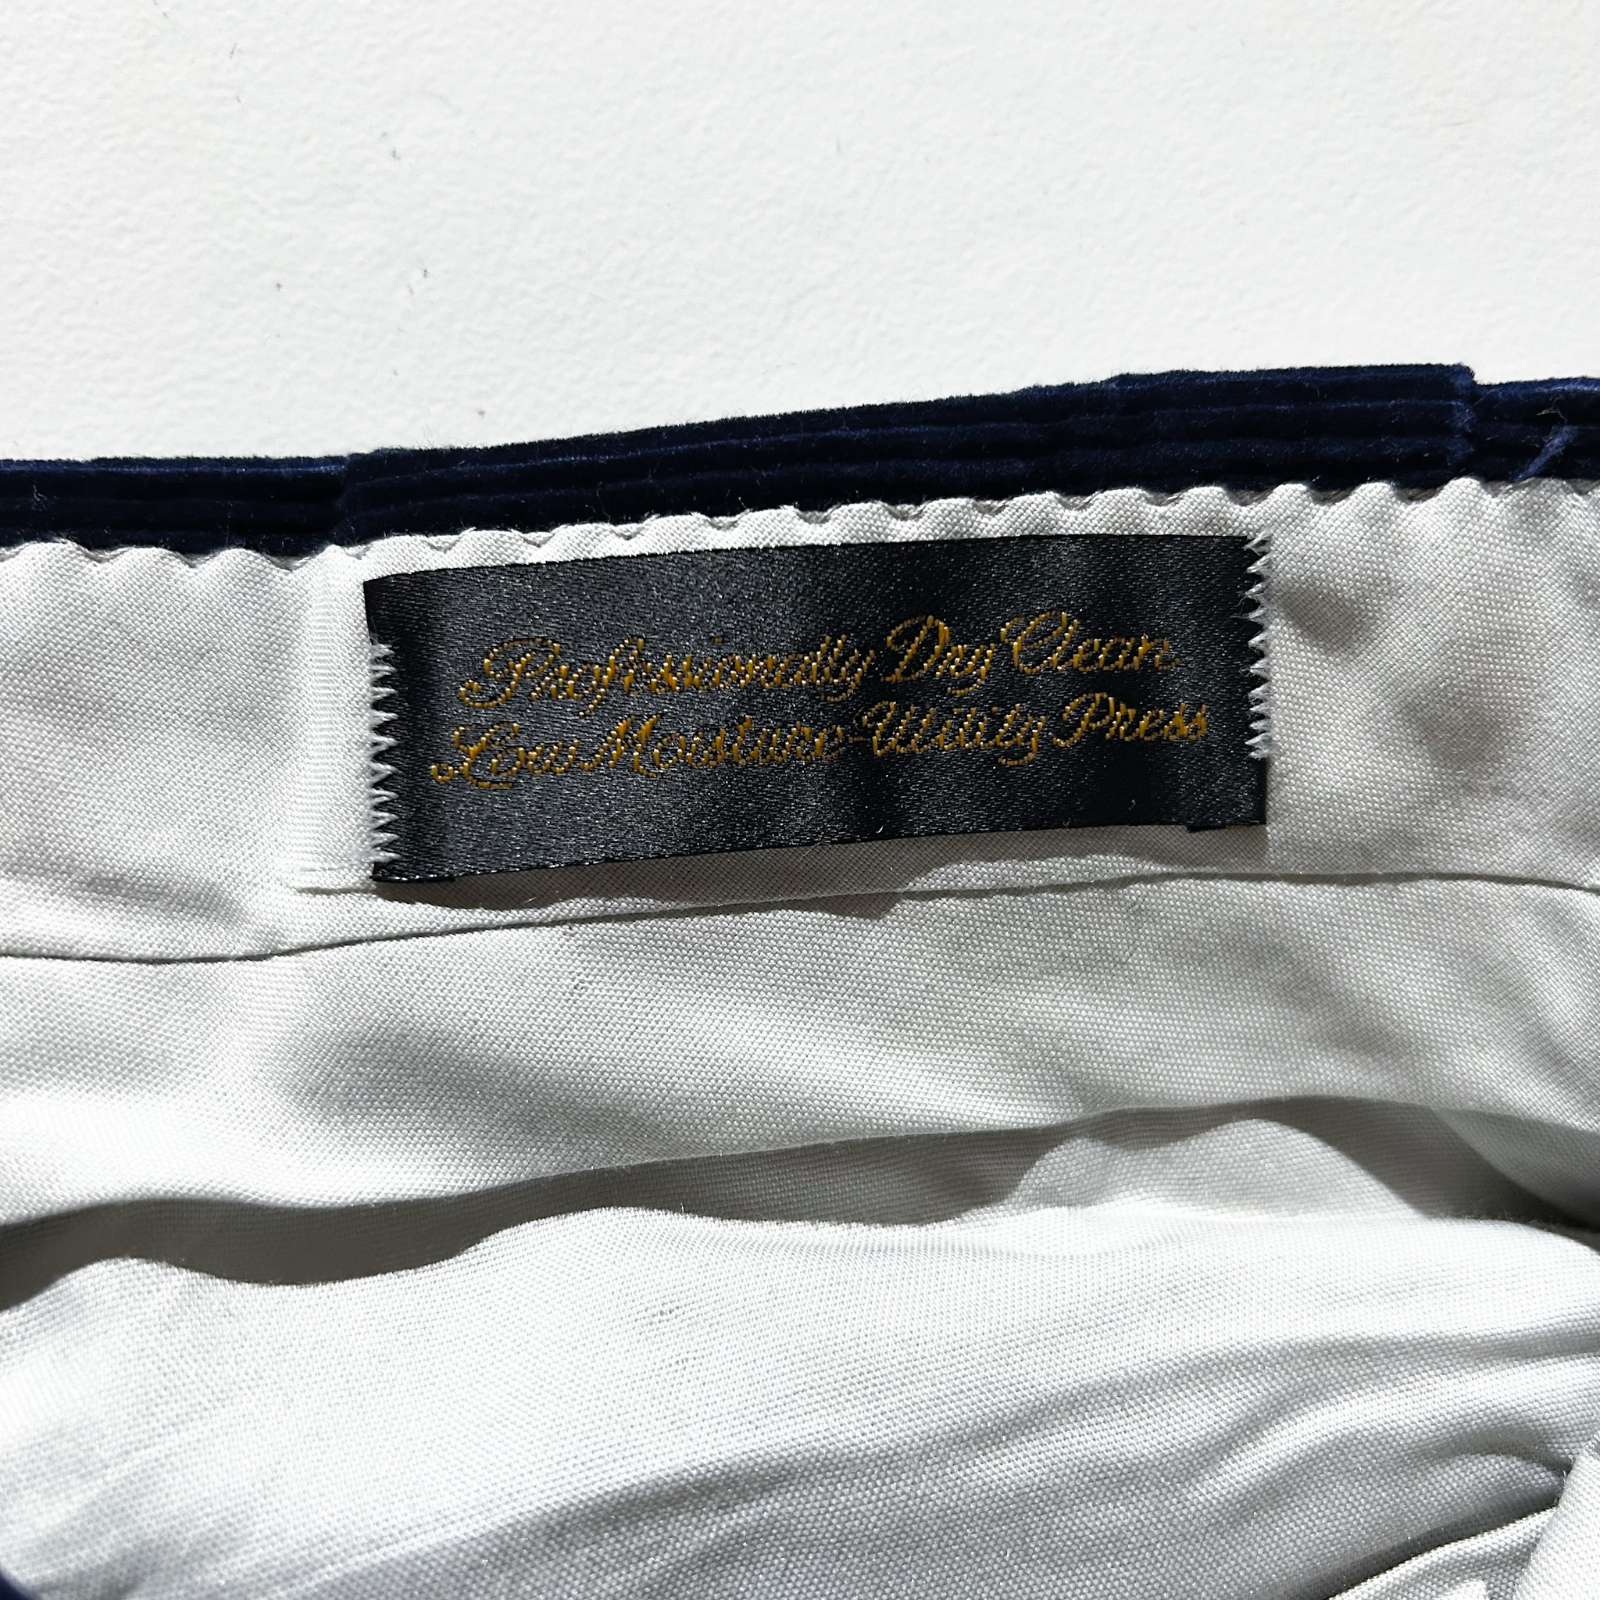 Professionally Dry Clean
Low Moisture-Utility Press